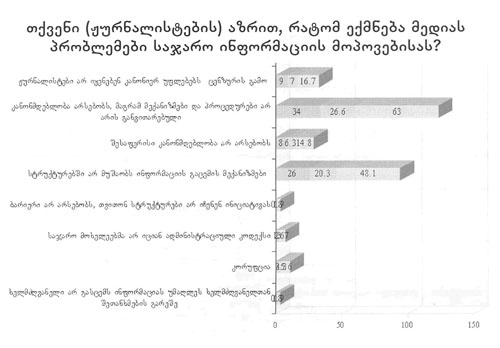 თქვენი (ჟურნალისტების) აზრით, რატომ ექმნება მედიას
პრობლემები საჯარო ინფორმაციის მოპოვებისას?
ჟურნალისტები არ იყენებენ კანონიერ უფლებებს ცენზურის გამო
9 7 16.7
კანონმდებლობა არსებობს, მაგრამ მექანიზმები და პროცედურები არ
არის განვითარებული
34 26.6 63
შესაფერისი კანონმდებლობა არ არსებობს
8 6.3 14.8
სტრუქტურებში არ მუშაობს ინფორმაციის გაცემის მექანიზმები
26 20.3 48.1
ბარიერი არ არსებობს, თვითონ სტრუქტურები არ იჩენენ ინიციატივას
საჯარო მოხელეებმა არ იციან ადმინისტრაციული კოდექსი
კორუფცია
ხელმძღვანელი არ გასცემს ინფორმაციას უმაღლეს ხელმძღვანელთან
შეთანხმების გარეშე
0 50 100 150